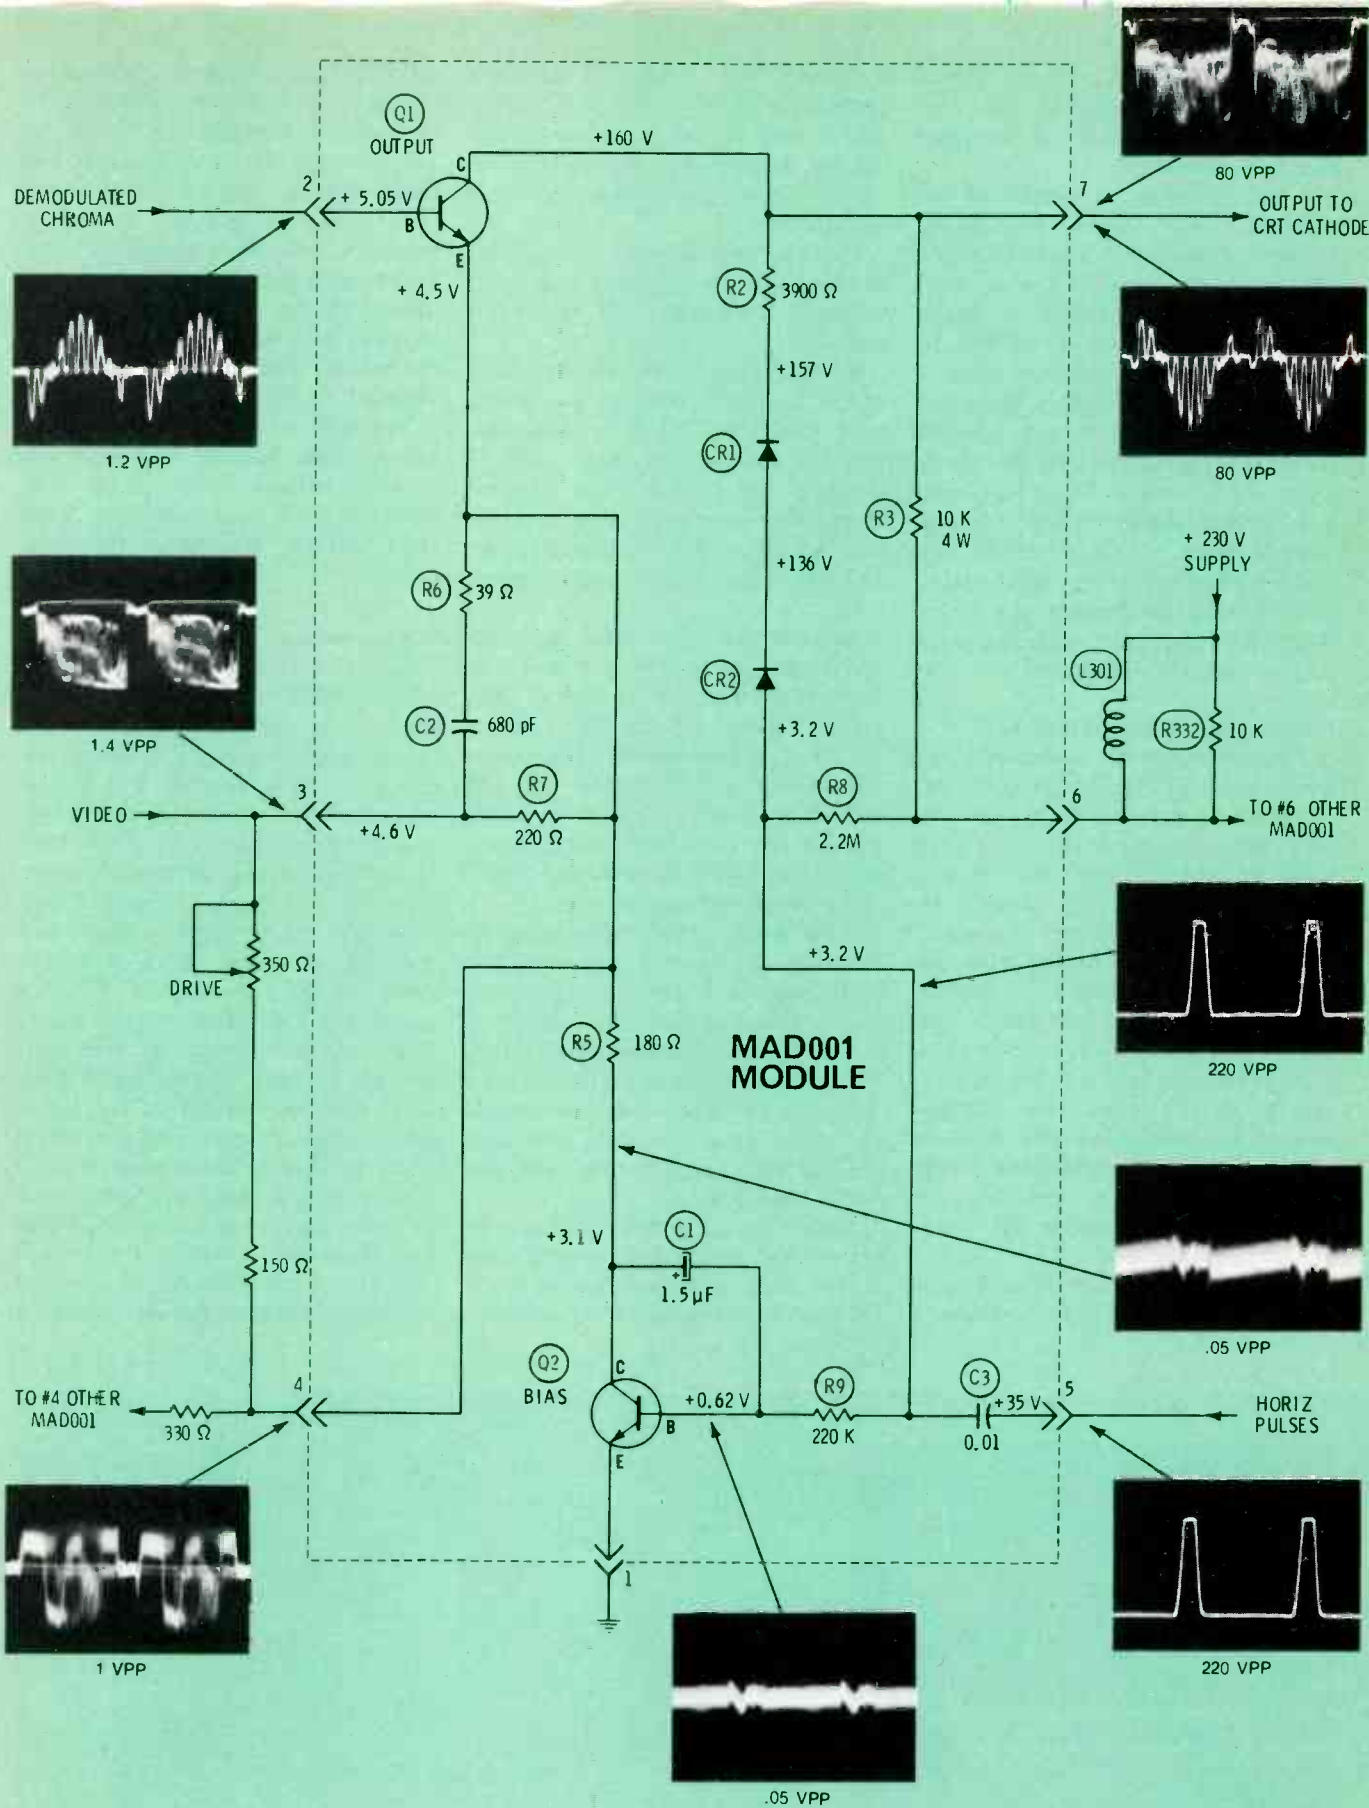 Q1
OUTPUT
C
B
E
+160 V
DEMODULATED
CHROMA
2
+ 5.05 V
+ 4.5 V
1.2 VPP
80 VPP
7
OUTPUT TO
CRT CATHODE
80 VPP
R2
3900 Ω
+157 V
CR1
+136 V
CR2
+3.2 V
R3
10 K
4 W
+ 230 V
SUPPLY
L301
R332
10 K
R6
39 Ω
C2
680 pF
1.4 VPP
VIDEO
3
+4.6 V
R7
220 Ω
R8
2.2M
6
TO #6 OTHER
MAD001
350 Ω
DRIVE
+3.2 V
220 VPP
R5
180 Ω
MAD001
MODULE
150 Ω
+3.1 V
C1
+
1.5µF
.05 VPP
Q2
BIAS
C
B
E
+0.62 V
R9
220 K
C3
0.01
+35 V
5
HORIZ
PULSES
TO #4 OTHER
MAD001
330 Ω
4
1 VPP
1
220 VPP
.05 VPP